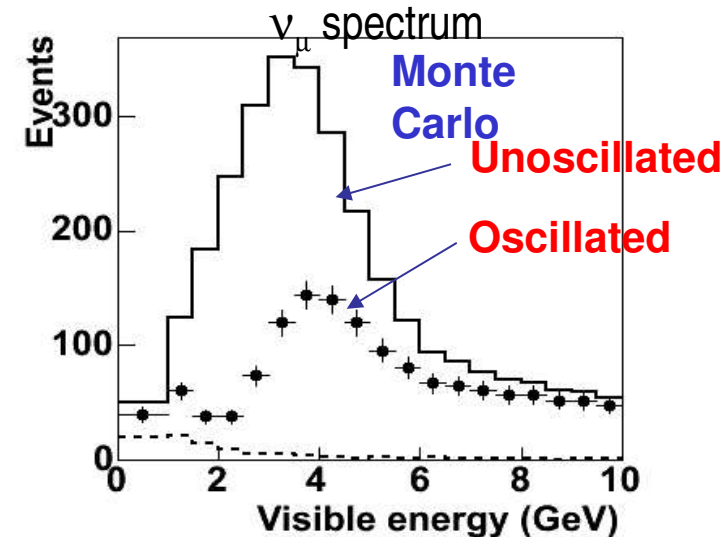 νμ spectrum
Monte
Carlo
Unoscillated
Oscillated
Events
300
200
100
0
0 2 4 6 8 10
Visible energy (GeV)